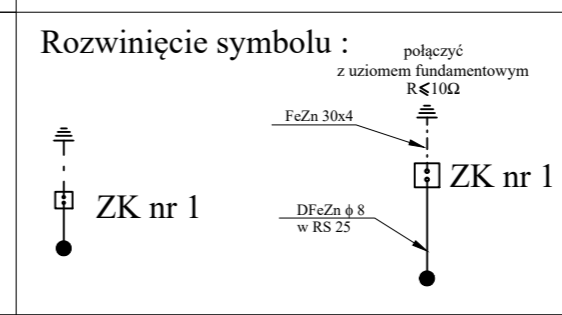 Rozwinięcie symbolu :
połączyć
z uziomem fundamentowym
R⩽10Ω
FeZn 30x4
ZK nr 1
ZK nr 1
DFeZn ϕ 8
w RS 25